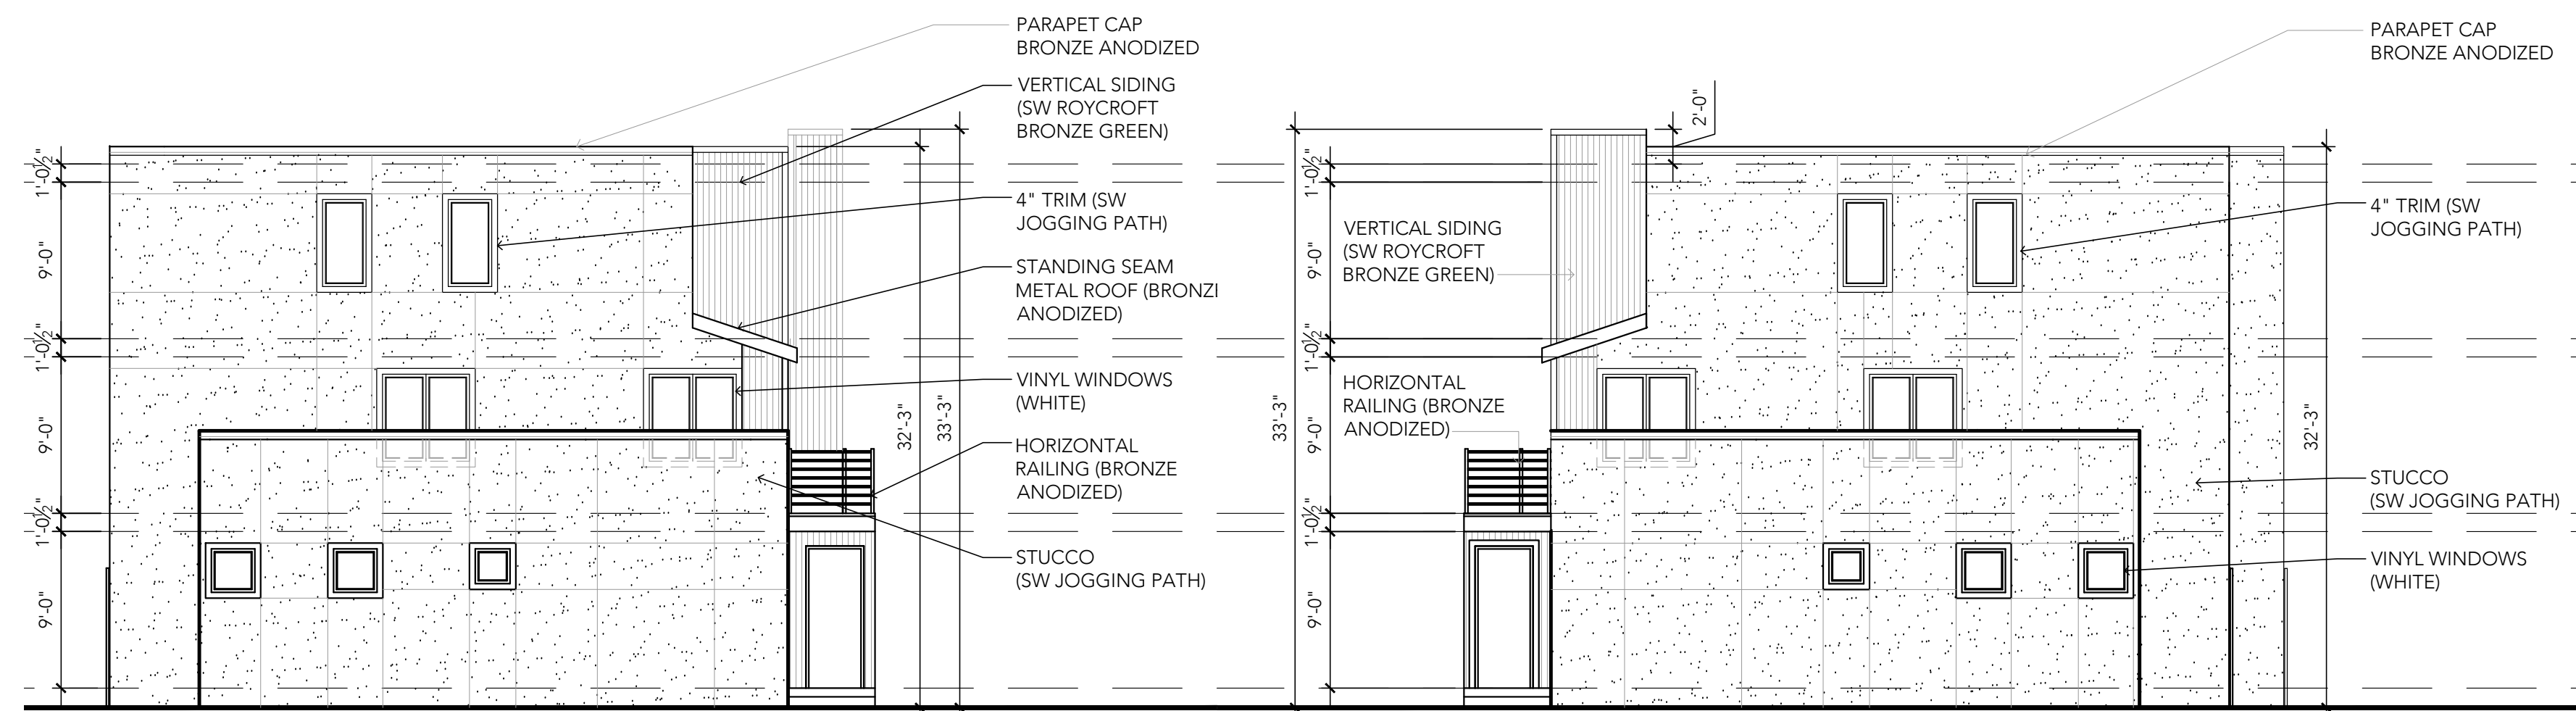 PARAPET CAP
BRONZE ANODIZED
VERTICAL SIDING
(SW ROYCROFT
BRONZE GREEN)
4" TRIM (SW
JOGGING PATH)
STANDING SEAM
METAL ROOF (BRONZI
ANODIZED)
VINYL WINDOWS
(WHITE)
HORIZONTAL
RAILING (BRONZE
ANODIZED)
STUCCO
(SW JOGGING PATH)
1'-0½"
9'-0"
1'-0½"
9'-0"
1'-0½"
9'-0"
32'-3"
33'-3"
33'-3"
1'-0½"
9'-0"
1'-0½"
9'-0"
1'-0½"
9'-0"
2'-0"
VERTICAL SIDING
(SW ROYCROFT
BRONZE GREEN)
HORIZONTAL
RAILING (BRONZE
ANODIZED)
32'-3"
PARAPET CAP
BRONZE ANODIZED
4" TRIM (SW
JOGGING PATH)
STUCCO
(SW JOGGING PATH)
VINYL WINDOWS
(WHITE)